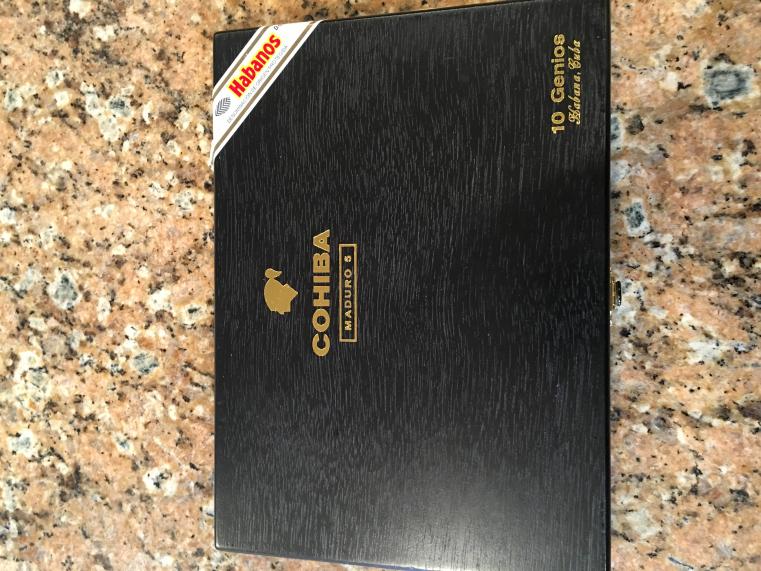 Habanos
COHIBA
MADURO 5
10 Genios
Habana, Cuba